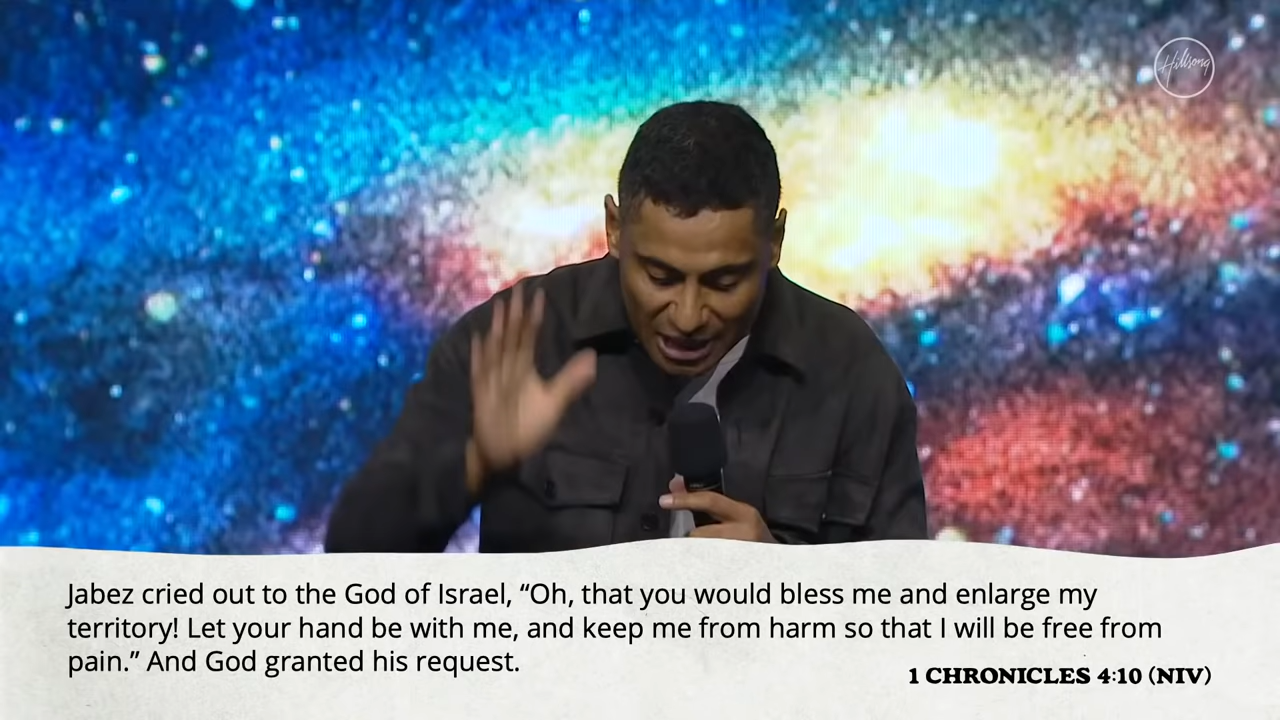 Hillsong
Jabez cried out to the God of Israel, “Oh, that you would bless me and enlarge my
territory! Let your hand be with me, and keep me from harm so that I will be free from
pain.” And God granted his request.
1 CHRONICLES 4:10 (NIV)